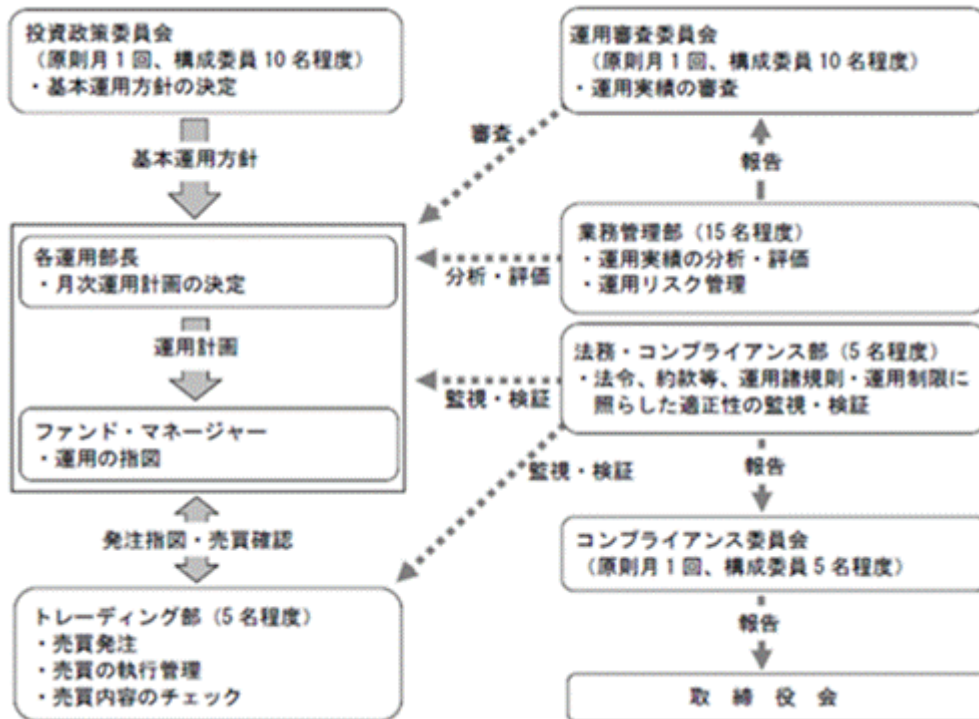 投資政策委員会
(原則月1回、構成委員10名程度)
・基本運用方針の決定
基本運用方針
各運用部長
・月次運用計画の決定
運用計画
ファンド・マネージャー
・運用の指図
発注指図・売買確認
トレーディング部(5名程度)
・売買発注
・売買の執行管理
・売買内容のチェック
運用審査委員会
(原則月1回、構成委員10名程度)
・運用実績の審査
審査
報告
業務管理部(15名程度)
・運用実績の分析・評価
・運用リスク管理
分析・評価
法務・コンプライアンス部(5名程度)
・法令、約款等、運用諸規則・運用制限に
照らした適正性の監視・検証
監視・検証
監視・検証
報告
コンプライアンス委員会
(原則月1回、構成委員5名程度)
報告
取 締 役 会